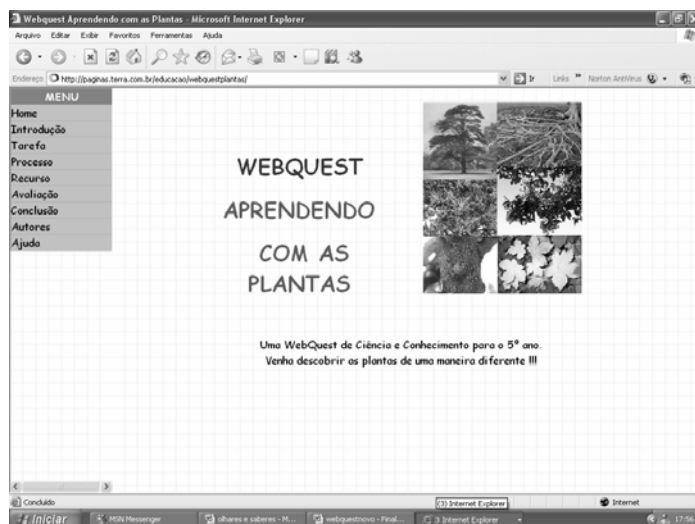 Webquest Aprendendo com as Plantas - Microsoft Internet Explorer
Arquivo Editar Exibir Favoritos Ferramentas Ajuda
Endereço http://paginas.terra.com.br/educacao/webquestplantas/ Ir Links » Norton AntiVirus
MENU
Home
Introdução
Tarefa
Processo
Recurso
Avaliação
Conclusão
Autores
Ajuda
WEBQUEST
APRENDENDO
COM AS
PLANTAS
Uma WebQuest de Ciência e Conhecimento para o 5º ano.
Venha descobrir as plantas de uma maneira diferente !!!
Concluído (3) Internet Explorer Internet
Iniciar MSN Messenger olhares e saberes - M... webquestnovo - Final... 3 Internet Explorer 17:56